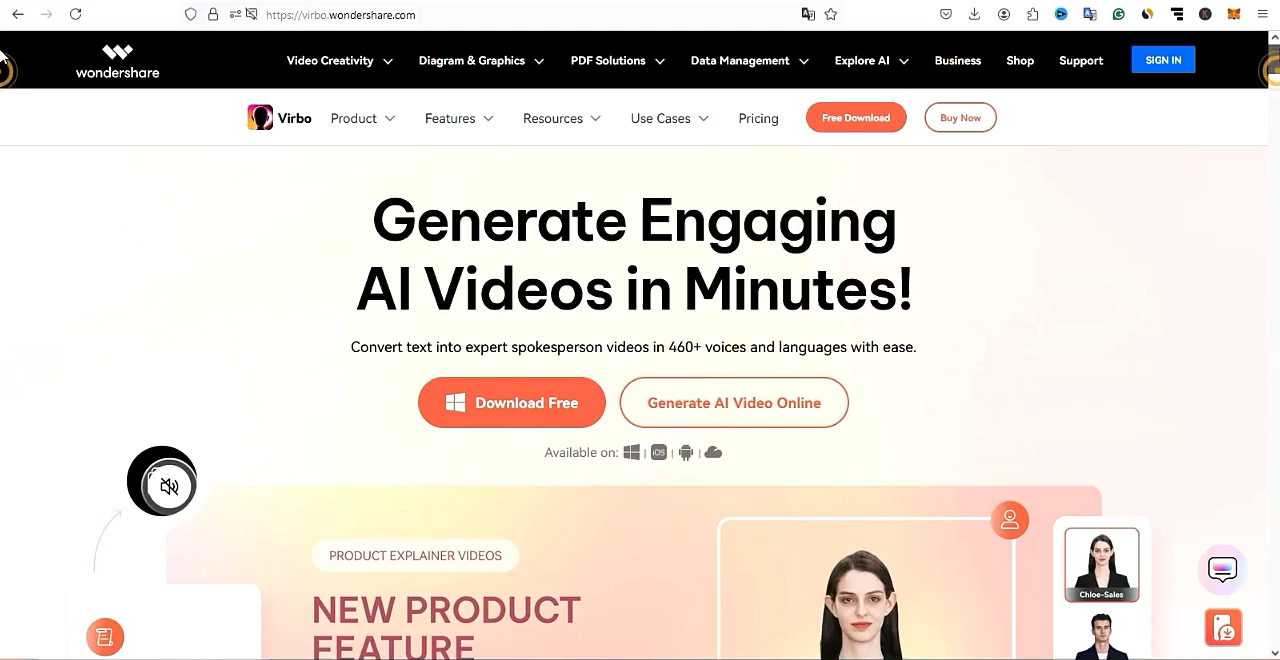 https://virbo.wondershare.com
wondershare
Video Creativity
Diagram & Graphics
PDF Solutions
Data Management
Explore AI
Business
Shop
Support
SIGN IN
Virbo
Product
Features
Resources
Use Cases
Pricing
Free Download
Buy Now
Generate Engaging
AI Videos in Minutes!
Convert text into expert spokesperson videos in 460+ voices and languages with ease.
Download Free
Generate AI Video Online
Available on:
iOS
PRODUCT EXPLAINER VIDEOS
NEW PRODUCT
FEATURE
Chloe-Sales